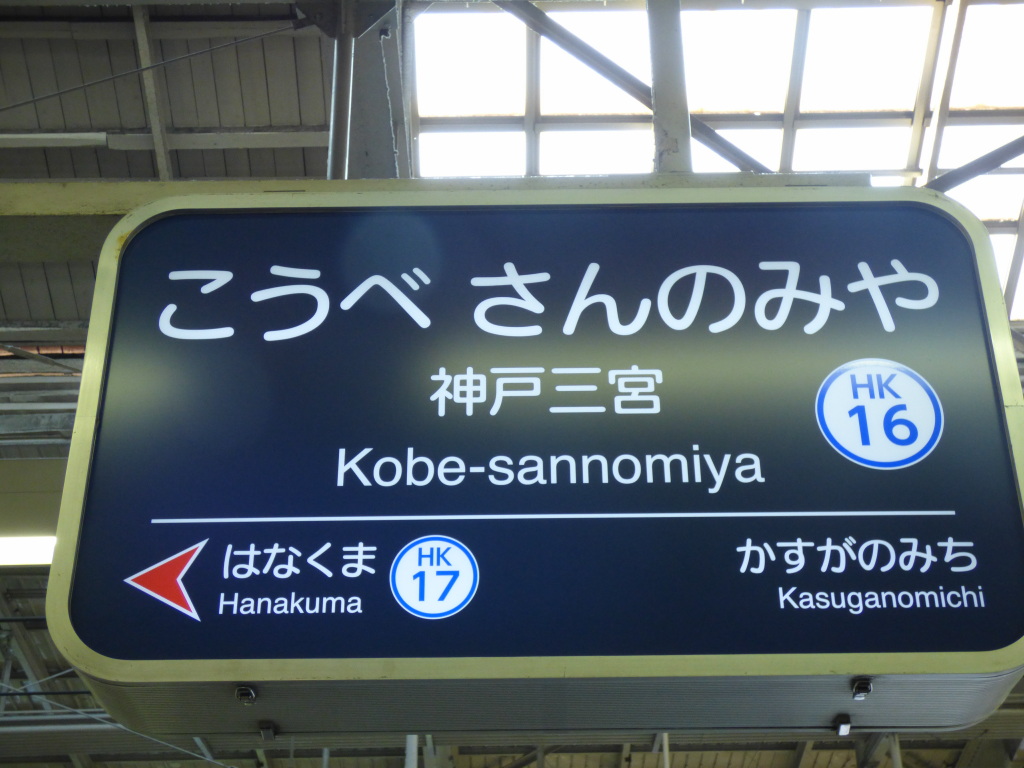 こうべ さんのみや
神戸三宮
HK
16
Kobe-sannomiya
はなくま
Hanakuma
HK
17
かすがのみち
Kasuganomichi